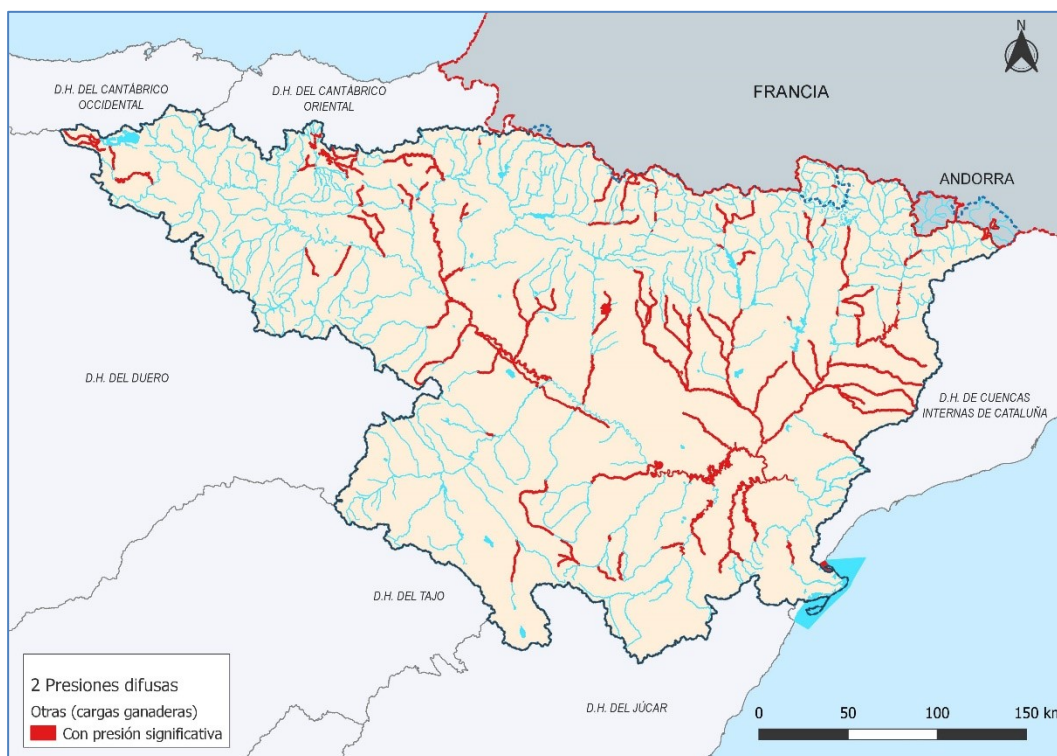 N
D.H. DEL CANTÁBRICO
OCCIDENTAL
D.H. DEL CANTÁBRICO
ORIENTAL
FRANCIA
ANDORRA
D.H. DEL DUERO
D.H. DE CUENCAS
INTERNAS DE CATALUÑA
D.H. DEL TAJO
D.H. DEL JÚCAR
2 Presiones difusas
Otras (cargas ganaderas)
Con presión significativa
0 50 100 150 km